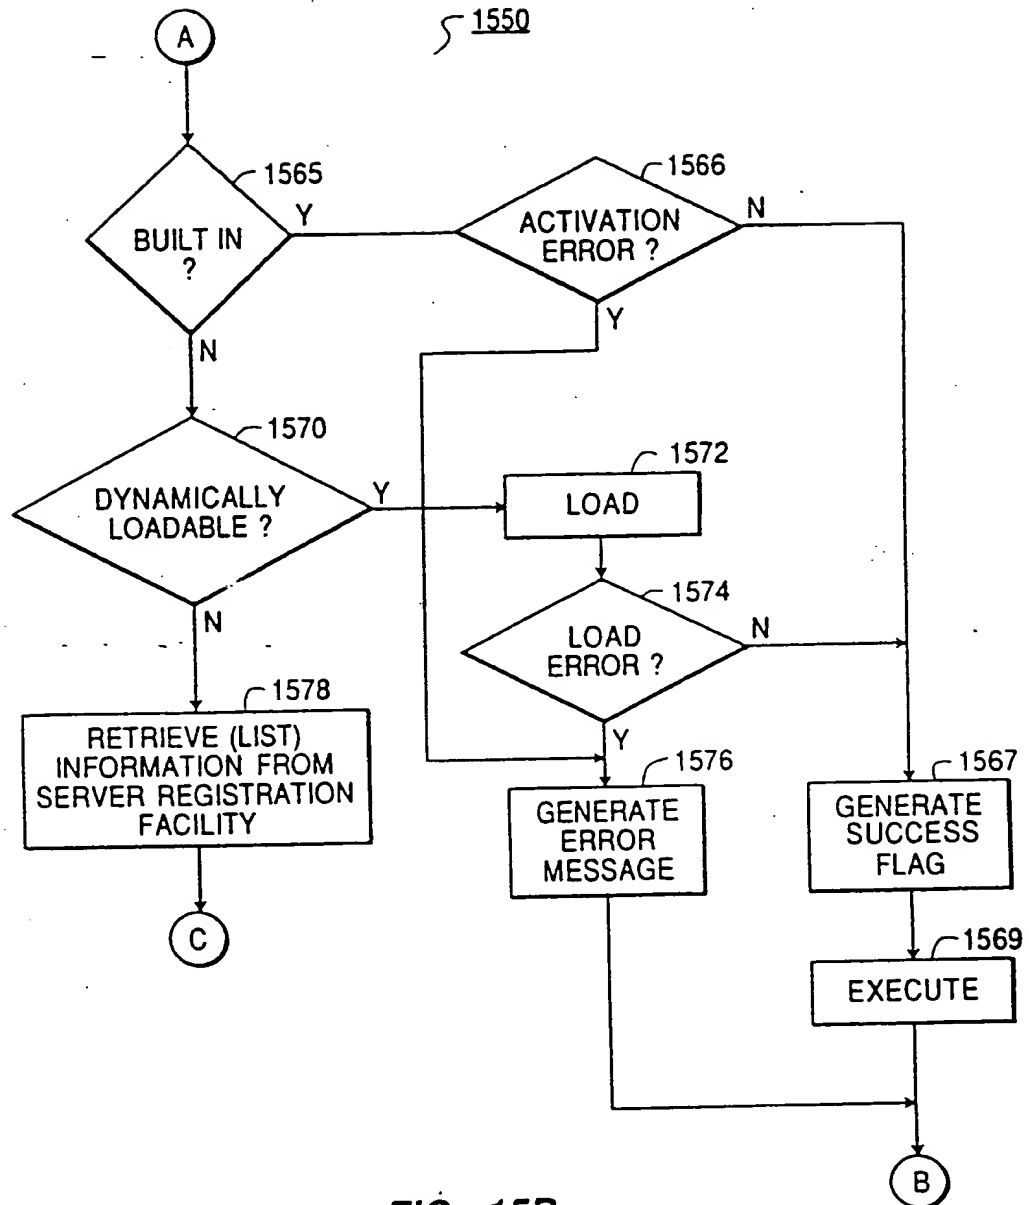 A
1550
1565
BUILT IN
?
Y
N
1566
ACTIVATION
ERROR ?
N
Y
1570
DYNAMICALLY
LOADABLE ?
Y
N
1572
LOAD
1574
LOAD
ERROR ?
N
Y
1578
RETRIEVE (LIST)
INFORMATION FROM
SERVER REGISTRATION
FACILITY
1576
GENERATE
ERROR
MESSAGE
1567
GENERATE
SUCCESS
FLAG
1569
EXECUTE
C
B